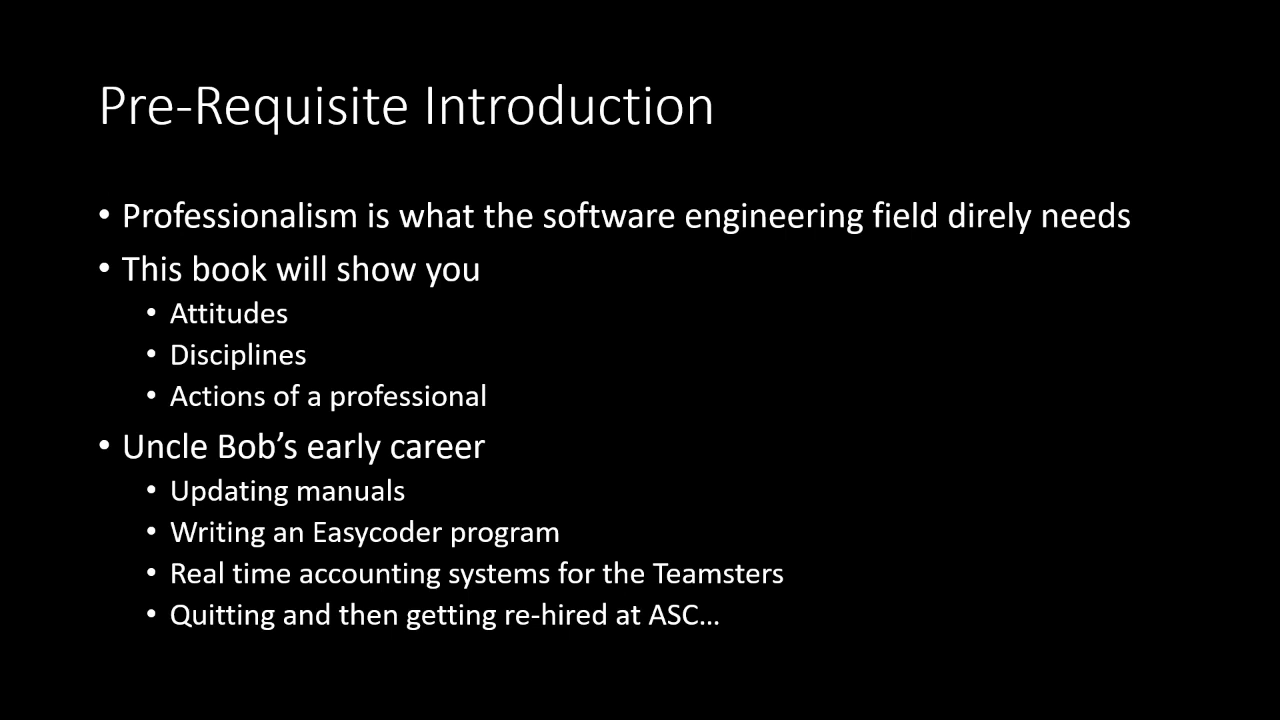 Pre-Requisite Introduction
• Professionalism is what the software engineering field direly needs
• This book will show you
• Attitudes
• Disciplines
• Actions of a professional
• Uncle Bob’s early career
• Updating manuals
• Writing an Easycoder program
• Real time accounting systems for the Teamsters
• Quitting and then getting re-hired at ASC…